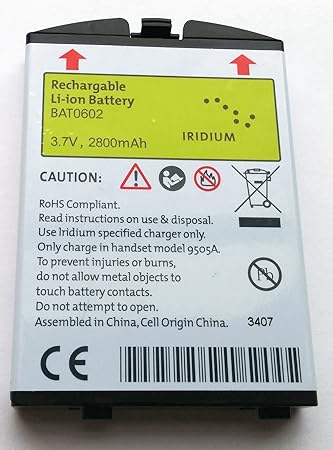 Rechargable
Li-ion Battery
BAT0602
3.7V, 2800mAh
IRIDIUM
CAUTION:
RoHS Compliant.
Read instructions on use & disposal.
Use Iridium specified charger only.
Only charge in handset model 9505A.
To prevent injuries or burns,
do not allow metal objects to
touch battery contacts.
Do not attempt to open.
Assembled in China, Cell Origin China. 3407
Pb
CE